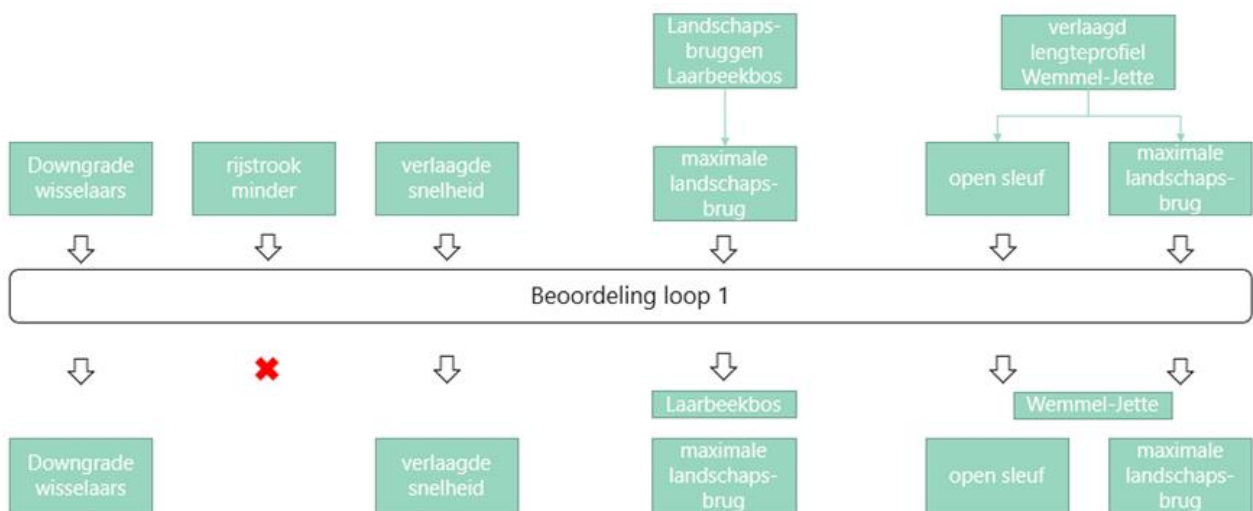 Landschaps-
bruggen
Laarbeekbos
verlaagd
lengteprofiel
Wemmel-Jette
Downgrade
wisselaars
rijstrook
minder
verlaagde
snelheid
maximale
landschaps-
brug
open sleuf
maximale
landschaps-
brug
Beoordeling loop 1
Laarbeekbos
Wemmel-Jette
Downgrade
wisselaars
verlaagde
snelheid
maximale
landschaps-
brug
open sleuf
maximale
landschaps-
brug